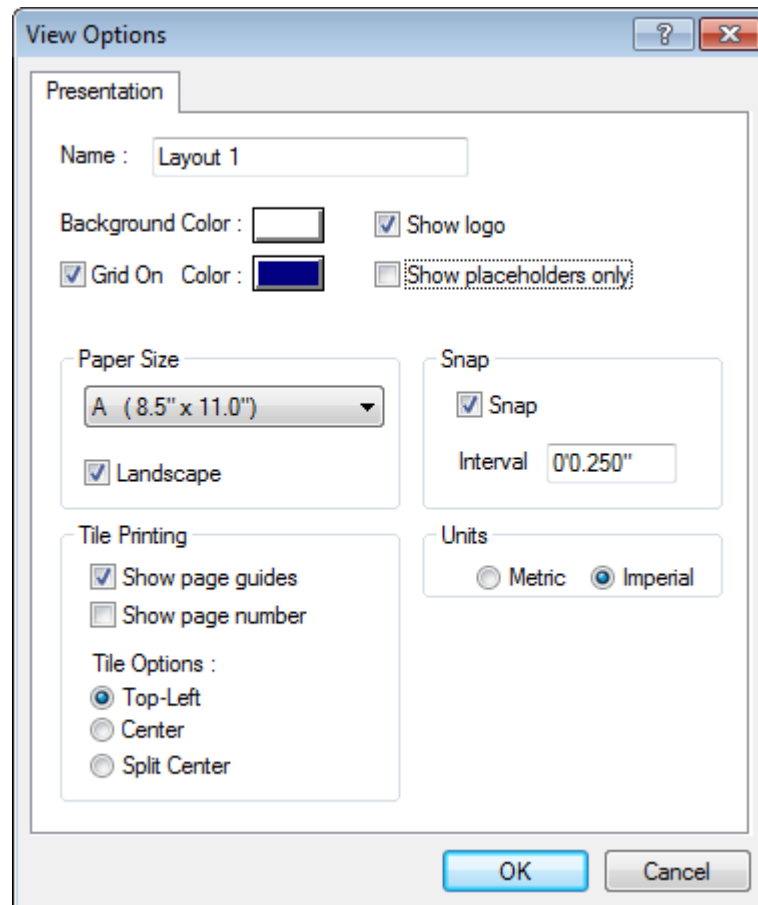 View Options
Presentation
Name : Layout 1
Background Color : Show logo
Grid On Color : Show placeholders only
Paper Size
A ( 8.5" x 11.0")
Landscape
Snap
Snap
Interval 0'0.250"
Tile Printing
Show page guides
Show page number
Tile Options :
Top-Left
Center
Split Center
Units
Metric Imperial
OK Cancel